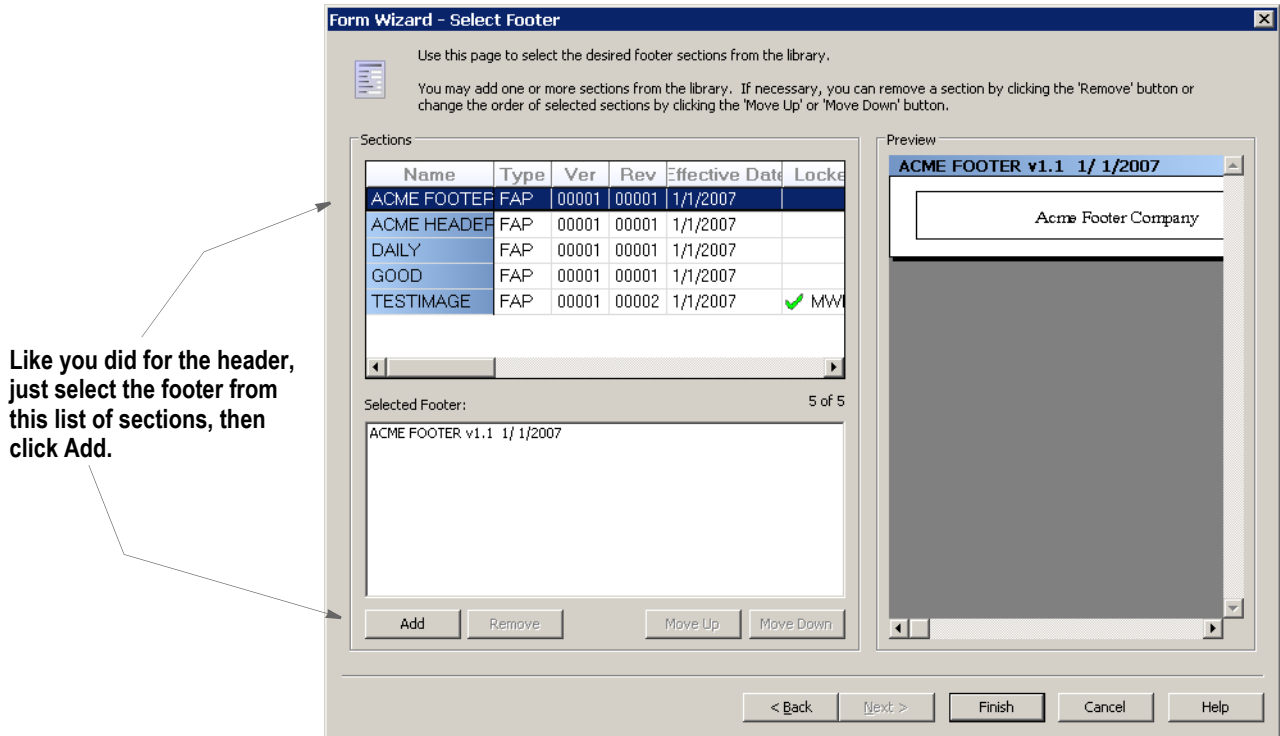 Form Wizard - Select Footer
Use this page to select the desired footer sections from the library.
You may add one or more sections from the library. If necessary, you can remove a section by clicking the 'Remove' button or
change the order of selected sections by clicking the 'Move Up' or 'Move Down' button.
Sections
Name Type Ver Rev Effective Date Locke
ACME FOOTER FAP 00001 00001 1/1/2007
ACME HEADER FAP 00001 00001 1/1/2007
DAILY FAP 00001 00001 1/1/2007
GOOD FAP 00001 00001 1/1/2007
TESTIMAGE FAP 00001 00002 1/1/2007 MWI
Selected Footer: 5 of 5
ACME FOOTER v1.1 1/ 1/2007
Add Remove Move Up Move Down
Preview
ACME FOOTER v1.1 1/ 1/2007
Acme Footer Company
< Back Next > Finish Cancel Help
Like you did for the header,
just select the footer from
this list of sections, then
click Add.